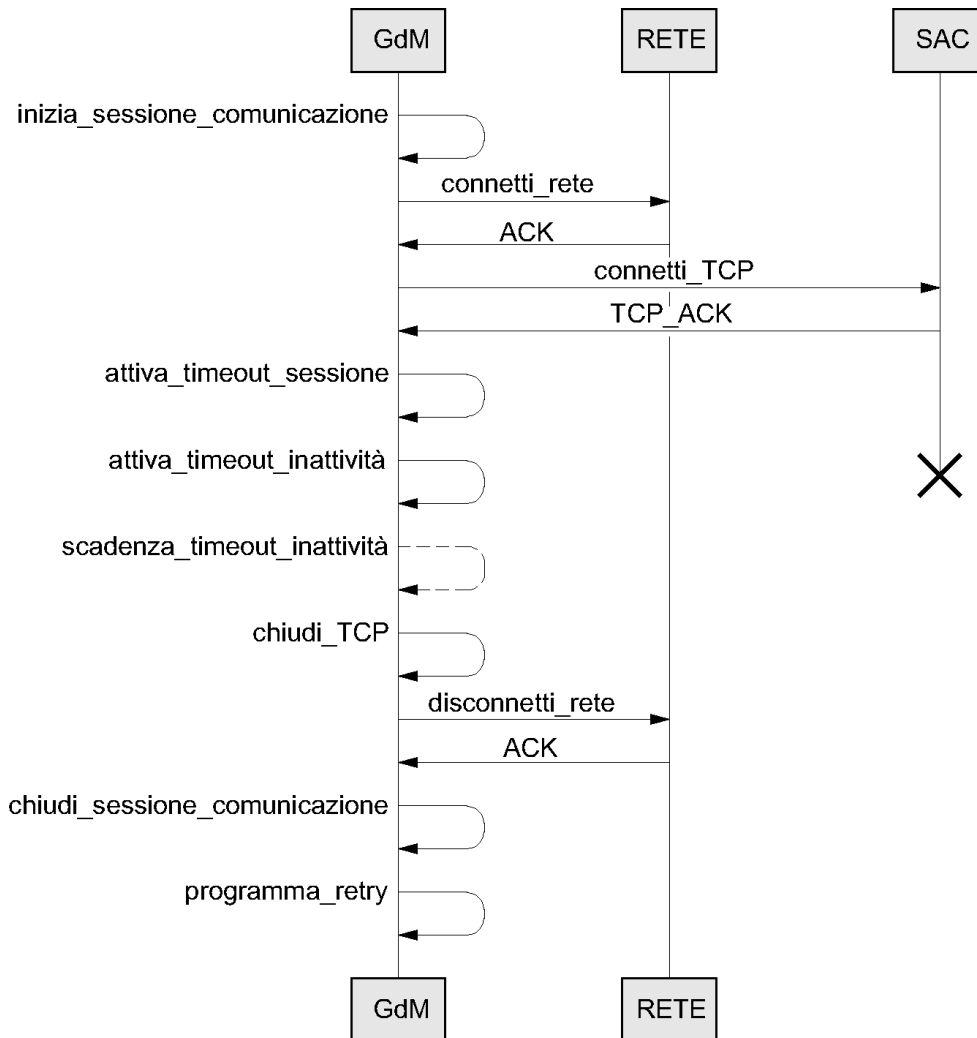 GdM
RETE
SAC
inizia_sessione_comunicazione
connetti_rete
ACK
connetti_TCP
TCP_ACK
attiva_timeout_sessione
attiva_timeout_inattività
scadenza_timeout_inattività
chiudi_TCP
disconnetti_rete
ACK
chiudi_sessione_comunicazione
programma_retry
GdM
RETE